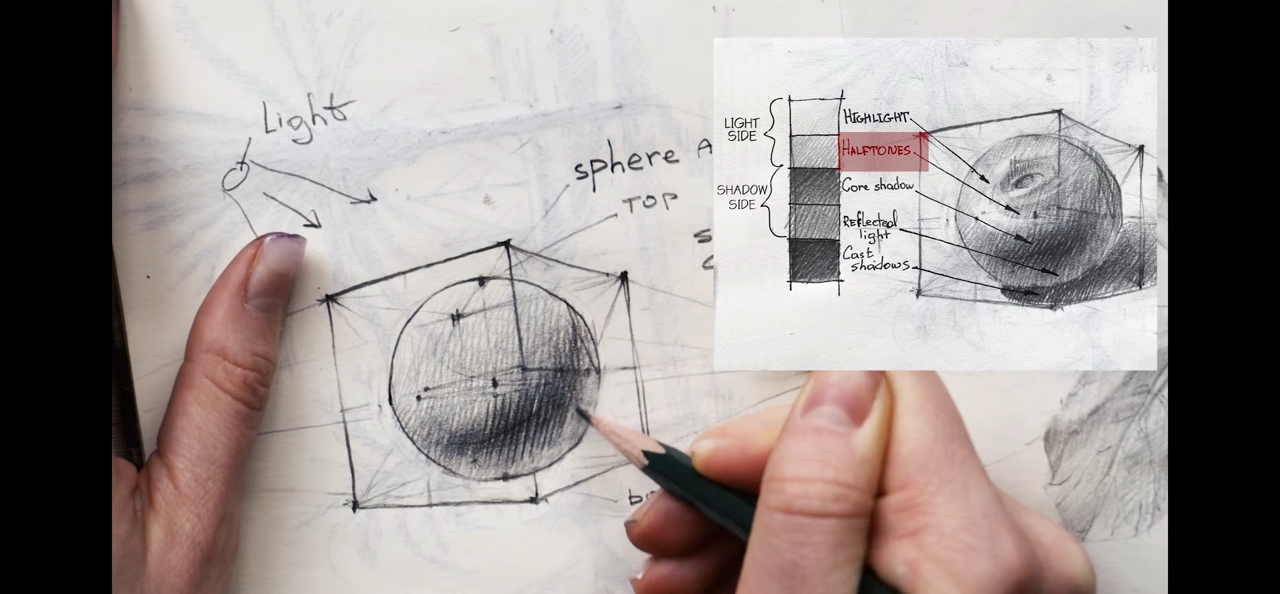 Light
sphere A
TOP
LIGHT
SIDE
SHADOW
SIDE
HIGHLIGHT
HALFTONES
Core shadow
Reflected
light
Cast
shadows